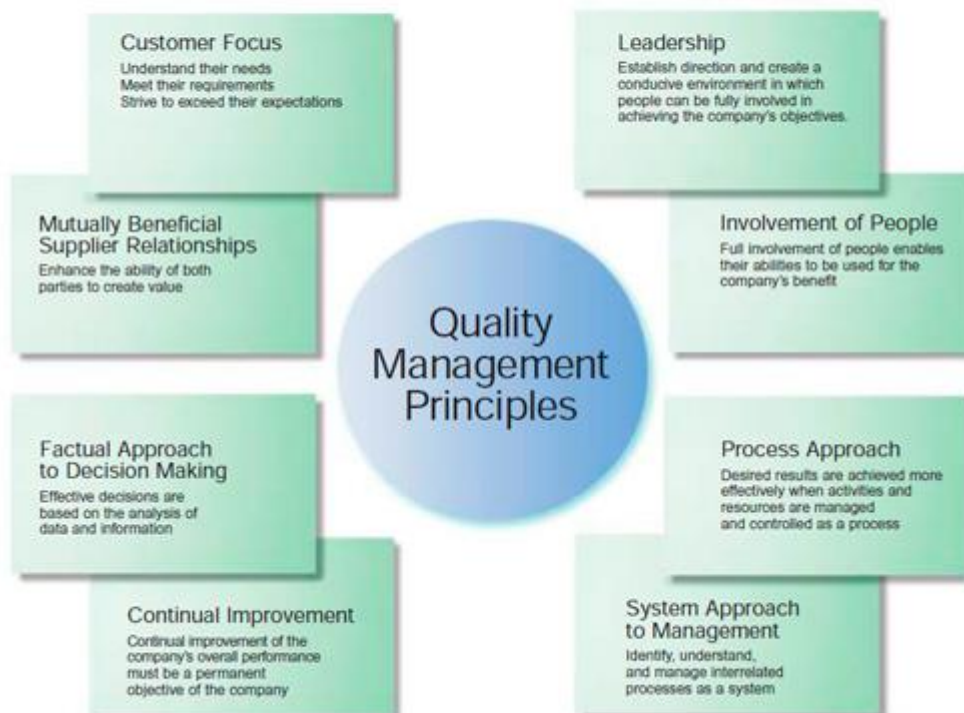 Customer Focus
Understand their needs
Meet their requirements
Strive to exceed their expectations
Leadership
Establish direction and create a
conducive environment in which
people can be fully involved in
achieving the company's objectives.
Mutually Beneficial
Supplier Relationships
Enhance the ability of both
parties to create value
Involvement of People
Full involvement of people enables
their abilities to be used for the
company's benefit
Quality
Management
Principles
Factual Approach
to Decision Making
Effective decisions are
based on the analysis of
data and information
Process Approach
Desired results are achieved more
effectively when activities and
resources are managed
and controlled as a process
Continual Improvement
Continual improvement of the
company's overall performance
must be a permanent
objective of the company
System Approach
to Management
Identify, understand,
and manage interrelated
processes as a system